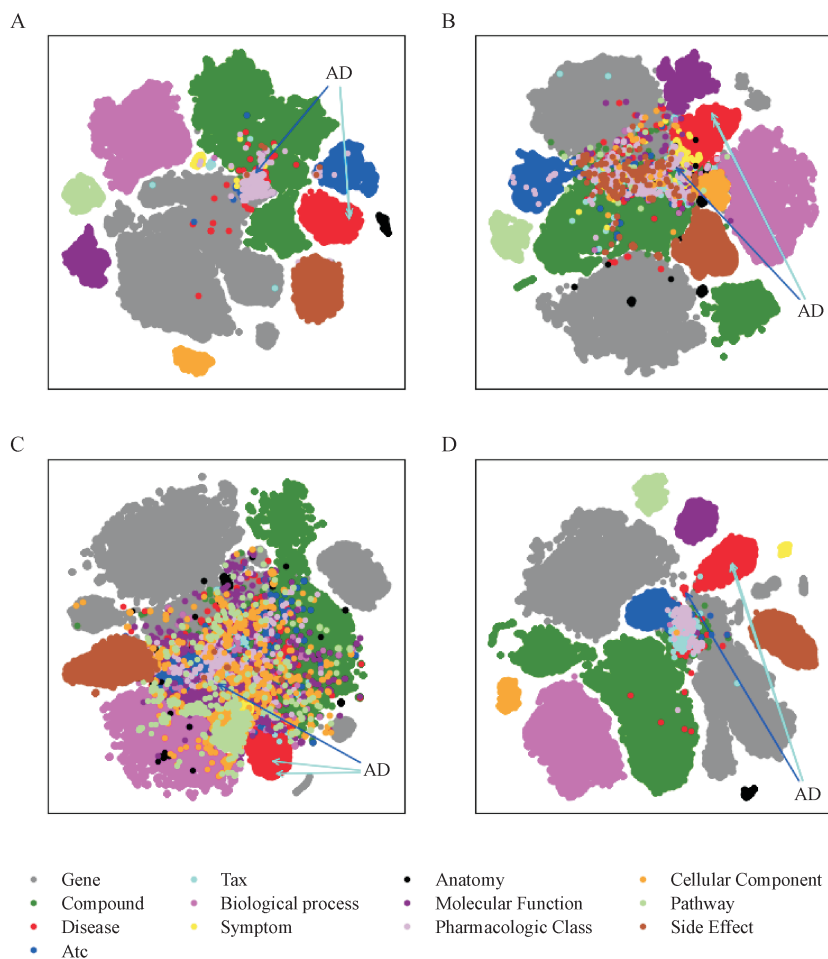 A
B
AD
AD
C
D
AD
AD
Gene
Tax
Anatomy
Cellular Component
Compound
Biological process
Molecular Function
Pathway
Disease
Symptom
Pharmacologic Class
Side Effect
Atc